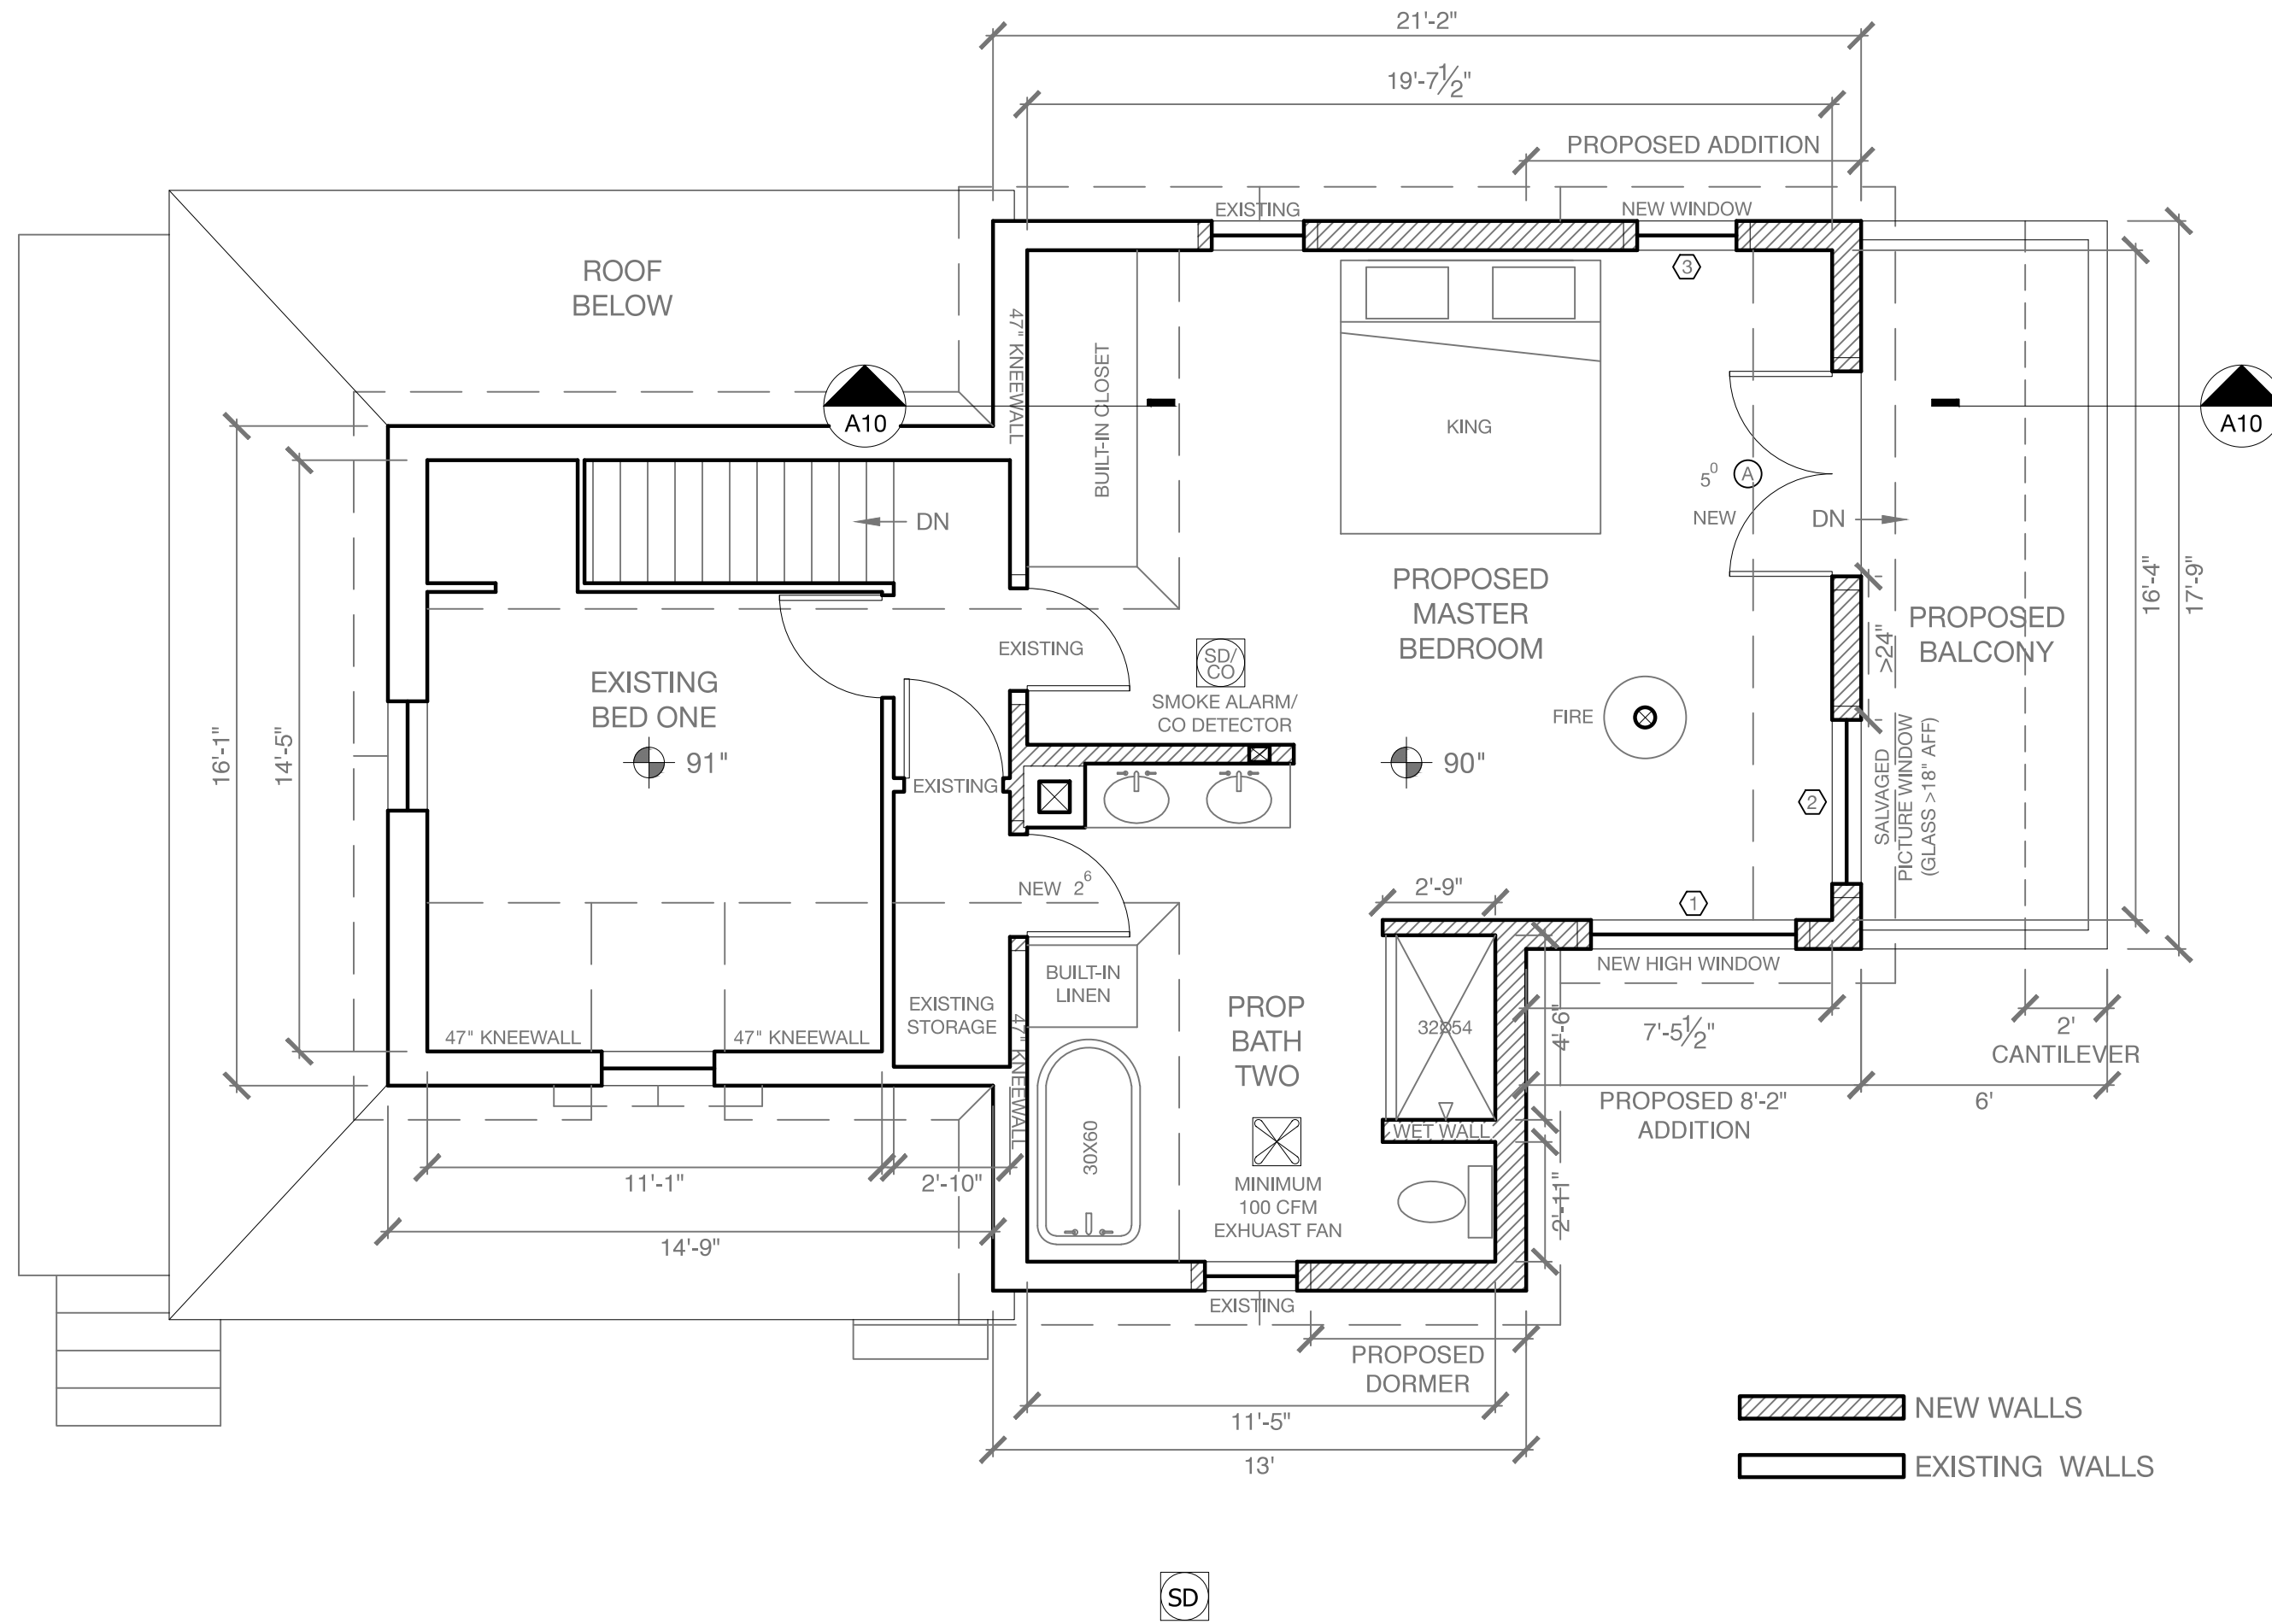 21'-2"
19'-7 1/2"
PROPOSED ADDITION
EXISTING
NEW WINDOW
ROOF
BELOW
3
47" KNEEWALL
BUILT-IN CLOSET
A10
A10
KING
5⁰
A
NEW
DN
DN
16'-4"
17'-9"
PROPOSED
MASTER
BEDROOM
PROPOSED
BALCONY
>24"
EXISTING
SD/
CO
SMOKE ALARM/
CO DETECTOR
EXISTING
BED ONE
91"
FIRE
90"
16'-1"
14'-5"
EXISTING
2
SALVAGED
PICTURE WINDOW
(GLASS >18" AFF)
NEW 2⁶
2'-9"
1
NEW HIGH WINDOW
BUILT-IN
LINEN
EXISTING
STORAGE
47" KNEEWALL
47" KNEEWALL
47" KNEEWALL
PROP
BATH
TWO
32X54
4'-6"
7'-5 1/2"
2'
CANTILEVER
PROPOSED 8'-2"
ADDITION
6'
WET WALL
30X60
MINIMUM
100 CFM
EXHUAST FAN
2'-11"
11'-1"
2'-10"
14'-9"
EXISTING
PROPOSED
DORMER
11'-5"
13'
NEW WALLS
EXISTING WALLS
SD